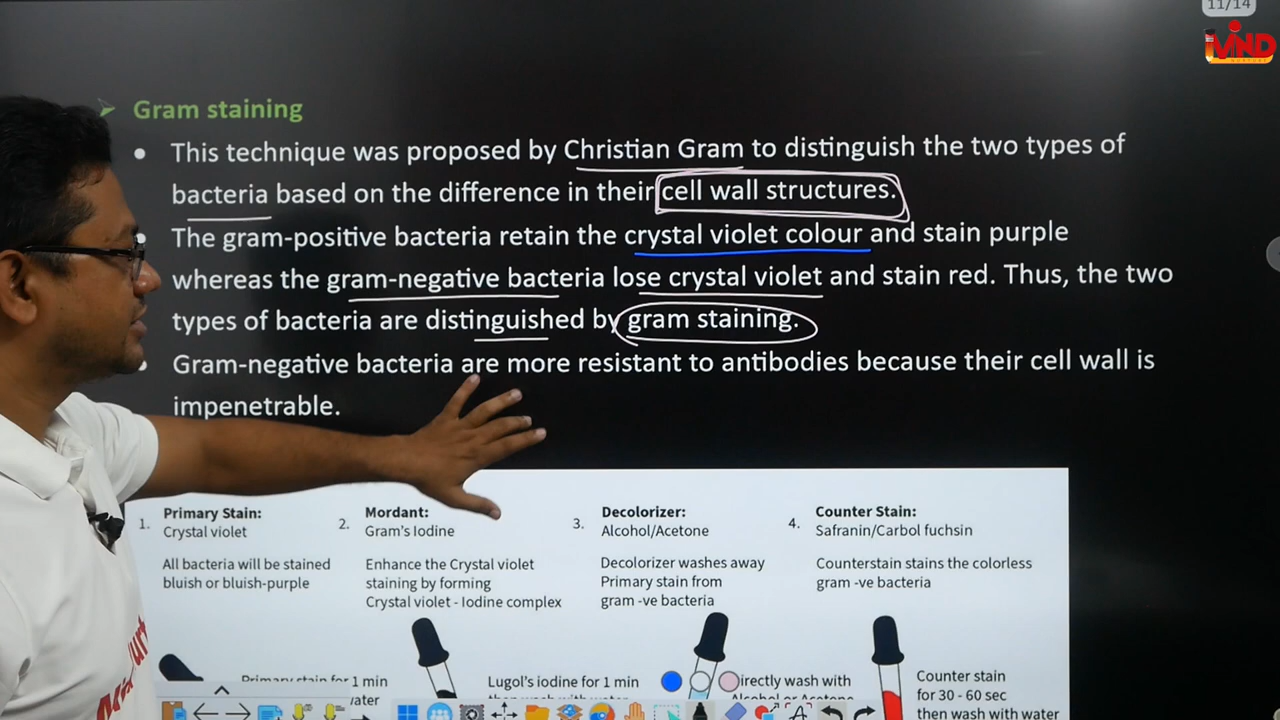 11/14
MIND
Gram staining
This technique was proposed by Christian Gram to distinguish the two types of
bacteria based on the difference in their cell wall structures.
The gram-positive bacteria retain the crystal violet colour and stain purple
whereas the gram-negative bacteria lose crystal violet and stain red. Thus, the two
types of bacteria are distinguished by gram staining.
Gram-negative bacteria are more resistant to antibodies because their cell wall is
impenetrable.
1. Primary Stain:
Crystal violet
All bacteria will be stained
bluish or bluish-purple
2. Mordant:
Gram's Iodine
Enhance the Crystal violet
staining by forming
Crystal violet - Iodine complex
3. Decolorizer:
Alcohol/Acetone
Decolorizer washes away
Primary stain from
gram -ve bacteria
4. Counter Stain:
Safranin/Carbol fuchsin
Counterstain stains the colorless
gram -ve bacteria
Primary stain for 1 min
Lugol's iodine for 1 min
then wash with water
irectly wash with
Alcohol or Acetone
Counter stain
for 30 - 60 sec
then wash with water